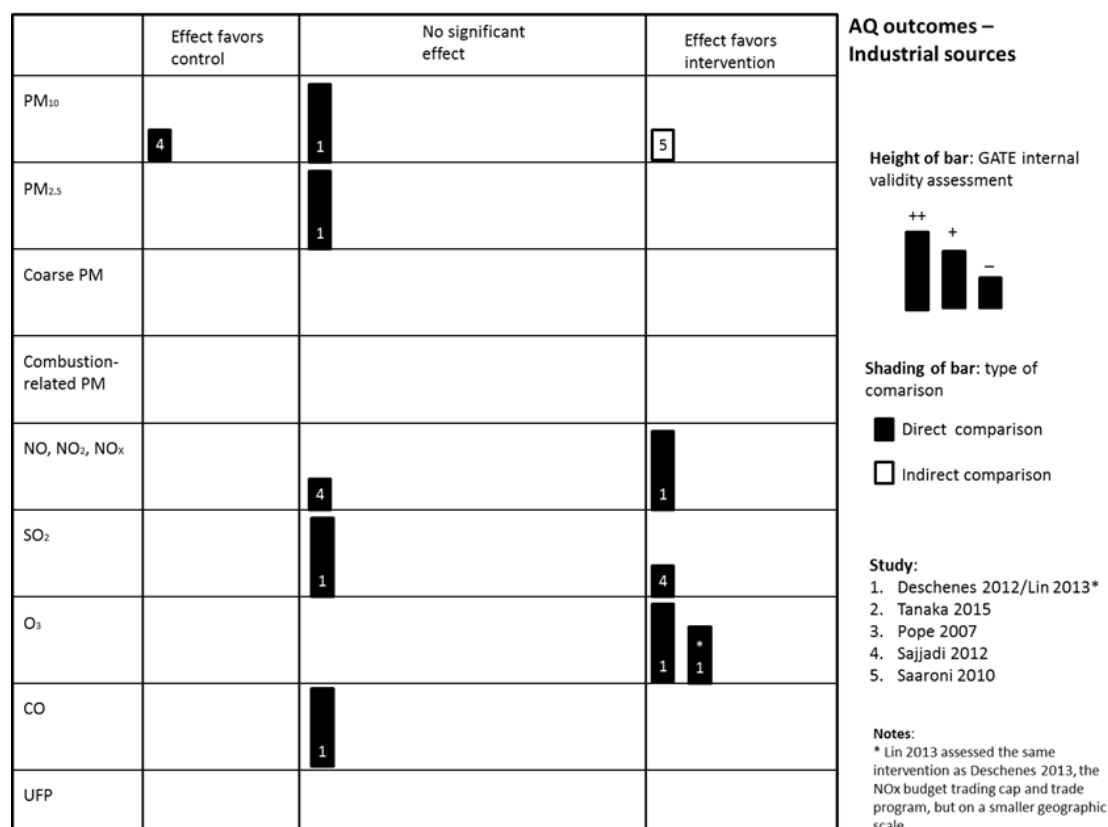 Effect favors
control
No significant
effect
Effect favors
intervention
AQ outcomes –
Industrial sources
PM₁₀
4
1
5
PM₂.₅
1
Coarse PM
Combustion-
related PM
NO, NO₂, NOₓ
4
1
SO₂
1
4
O₃
1
*
1
CO
1
UFP
Height of bar: GATE internal
validity assessment
++
+
–
Shading of bar: type of
comarison
Direct comparison
Indirect comparison
Study:
1. Deschenes 2012/Lin 2013*
2. Tanaka 2015
3. Pope 2007
4. Sajjadi 2012
5. Saaroni 2010
Notes:
* Lin 2013 assessed the same
intervention as Deschenes 2013, the
NOx budget trading cap and trade
program, but on a smaller geographic
scale